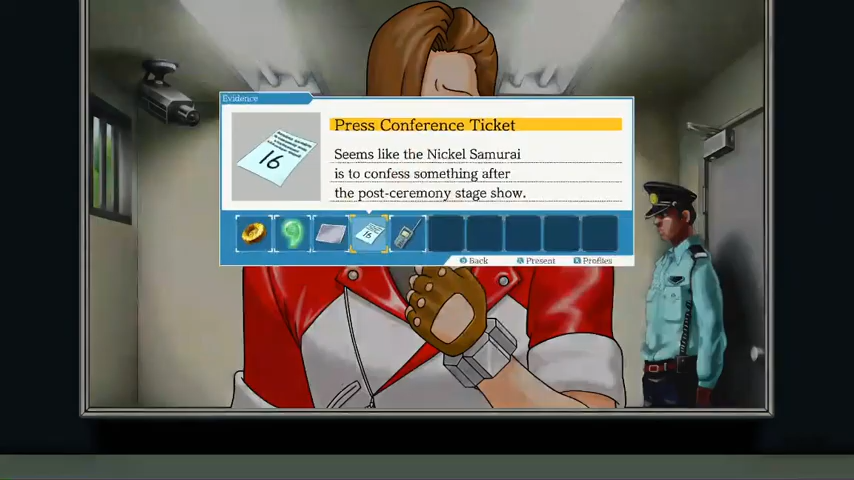 Evidence
Press Conference Ticket
16
Seems like the Nickel Samurai
is to confess something after
the post-ceremony stage show.
16
Back
Present
Profiles